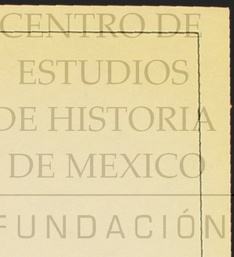 CENTRO DE
ESTUDIOS
DE HISTORIA
DE MEXICO
FUNDACIÓN